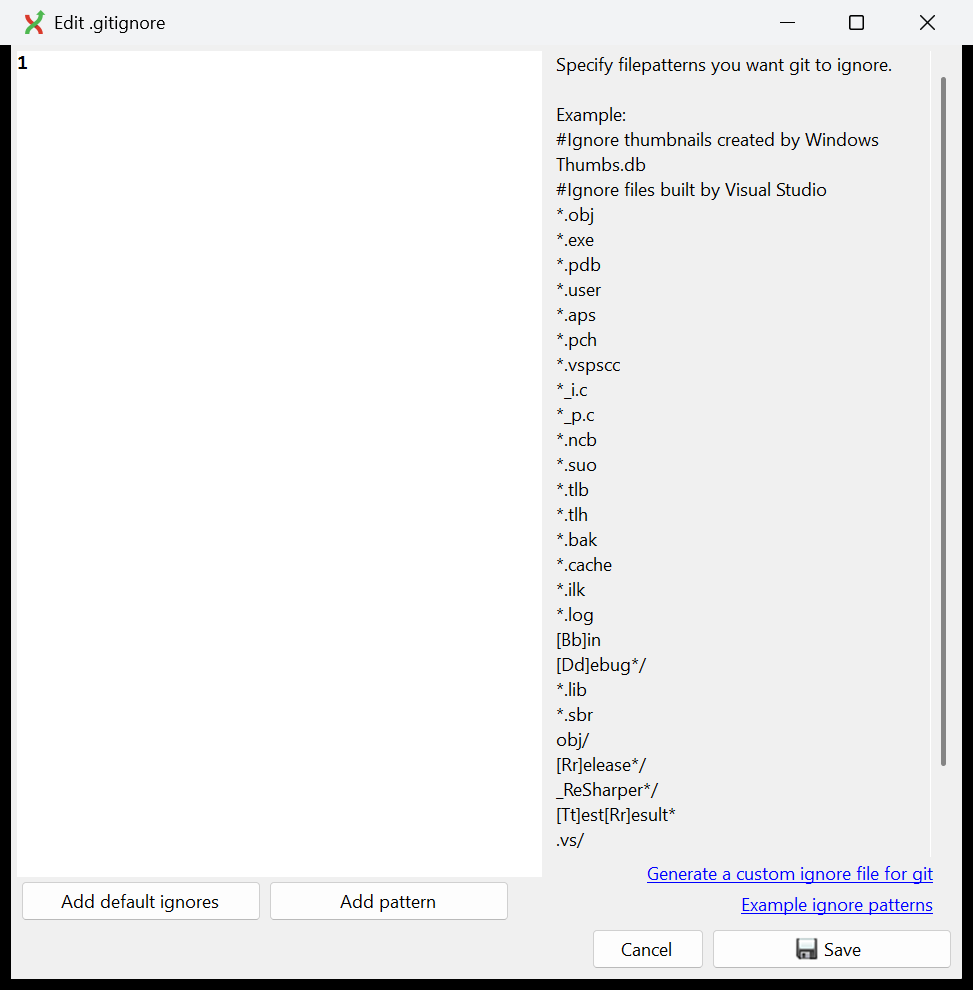 Edit .gitignore
1
Specify filepatterns you want git to ignore.
Example:
#Ignore thumbnails created by Windows
Thumbs.db
#Ignore files built by Visual Studio
*.obj
*.exe
*.pdb
*.user
*.aps
*.pch
*.vspscc
*_i.c
*_p.c
*.ncb
*.suo
*.tlb
*.tlh
*.bak
*.cache
*.ilk
*.log
[Bb]in
[Dd]ebug*/
*.lib
*.sbr
obj/
[Rr]elease*/
_ReSharper*/
[Tt]est[Rr]esult*
.vs/
Generate a custom ignore file for git
Example ignore patterns
Add default ignores
Add pattern
Cancel
Save